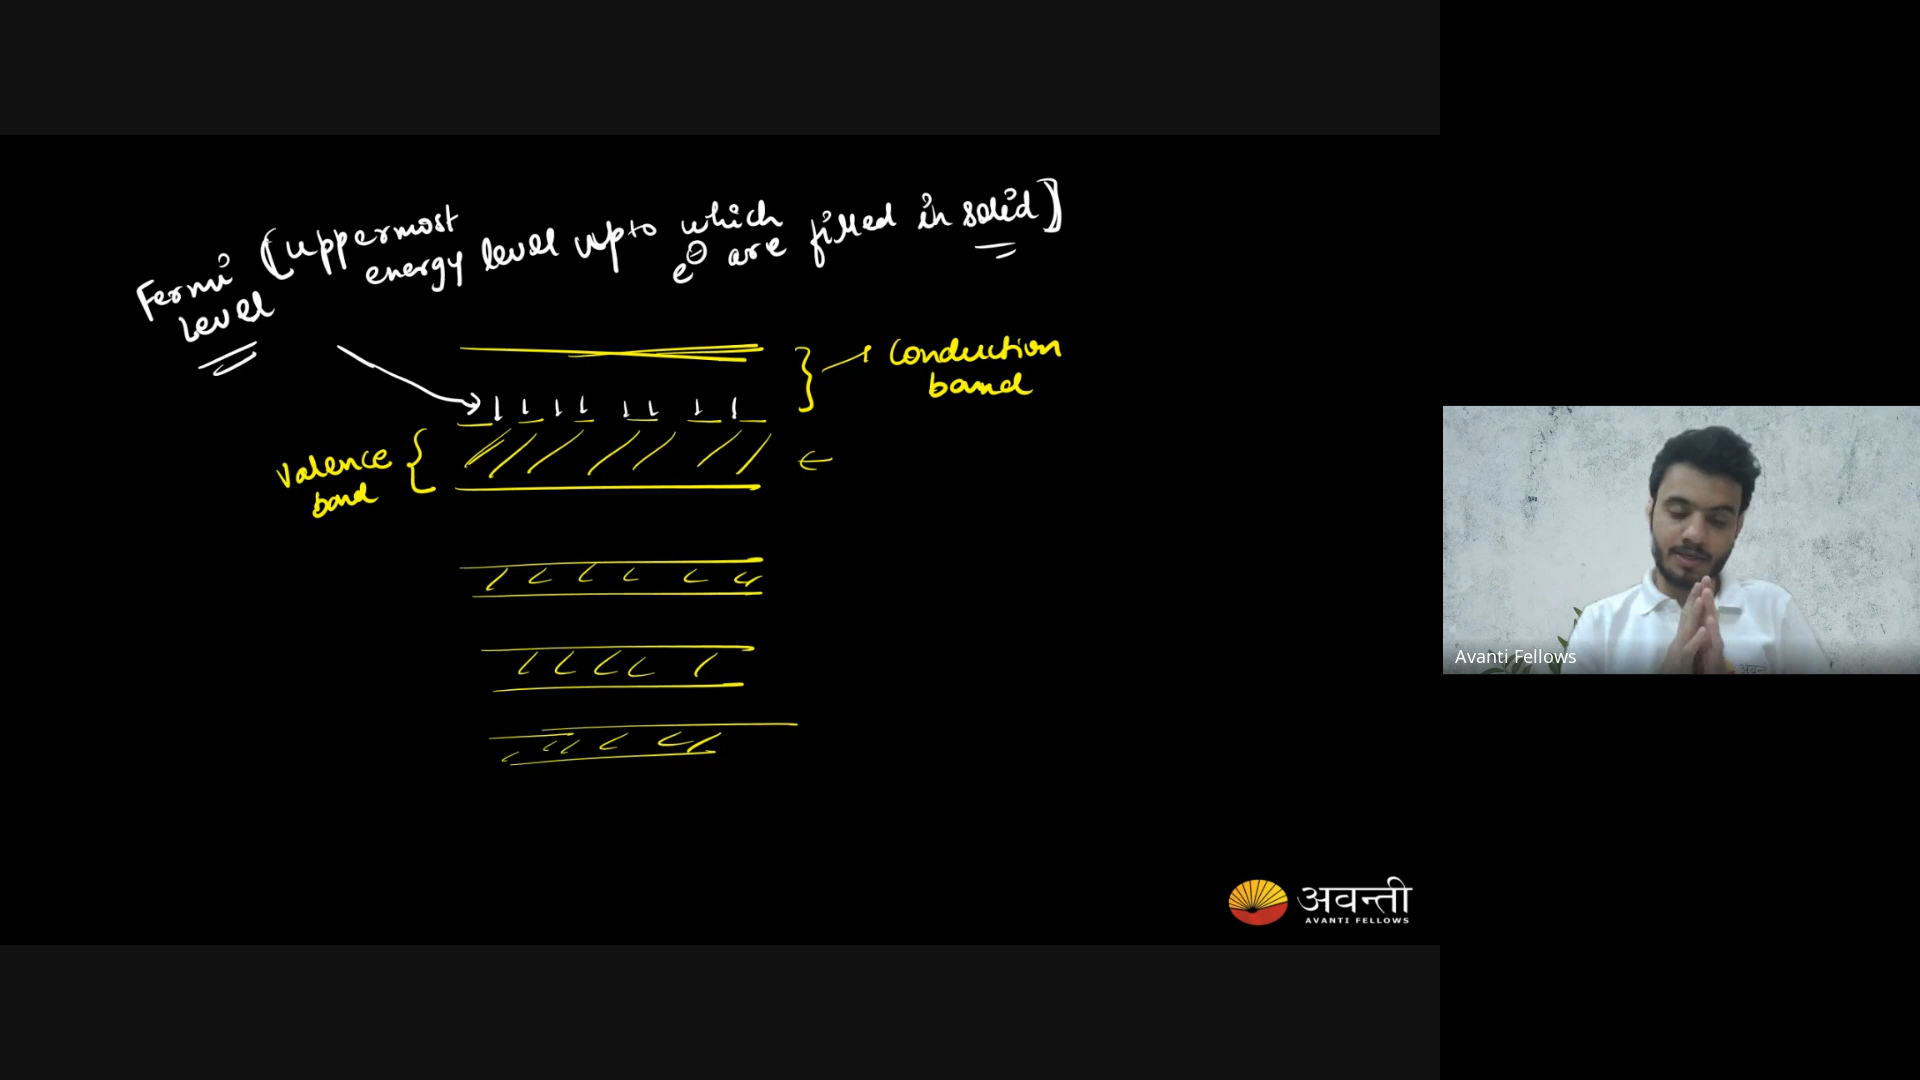 Fermi level (uppermost
energy level upto which
e⊖ are filled in solid]
Conduction
band
Valence
band
Avanti Fellows
अवन्ती
AVANTI FELLOWS